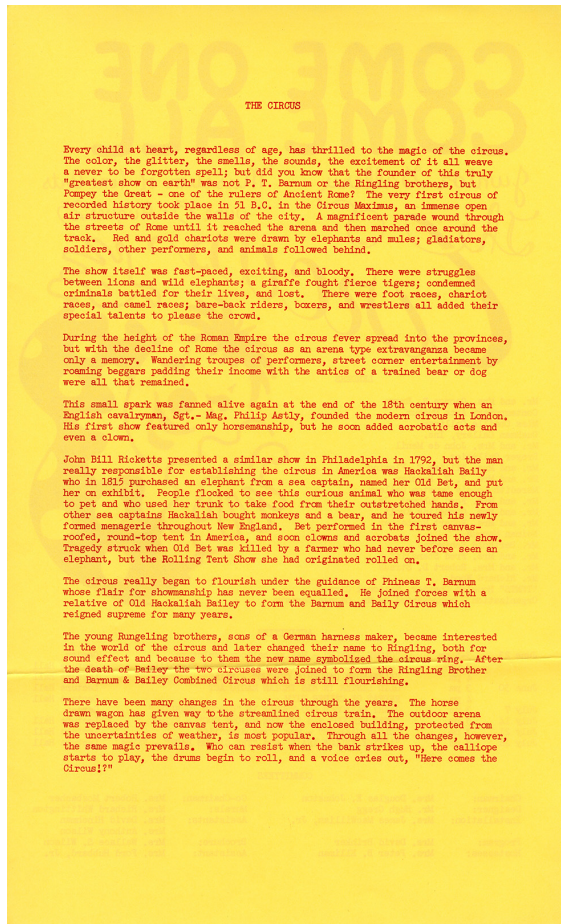 THE CIRCUS
Every child at heart, regardless of age, has thrilled to the magic of the circus.
The color, the glitter, the smells, the sounds, the excitement of it all weave
a never to be forgotten spell; but did you know that the founder of this truly
"greatest show on earth" was not P. T. Barnum or the Ringling brothers, but
Pompey the Great - one of the rulers of Ancient Rome?  The very first circus of
recorded history took place in 51 B.C. in the Circus Maximus, an immense open
air structure outside the walls of the city.  A magnificent parade wound through
the streets of Rome until it reached the arena and then marched once around the
track.  Red and gold chariots were drawn by elephants and mules; gladiators,
soldiers, other performers, and animals followed behind.
The show itself was fast-paced, exciting, and bloody.  There were struggles
between lions and wild elephants; a giraffe fought fierce tigers; condemned
criminals battled for their lives, and lost.  There were foot races, chariot
races, and camel races; bare-back riders, boxers, and wrestlers all added their
special talents to please the crowd.
During the height of the Roman Empire the circus fever spread into the provinces,
but with the decline of Rome the circus as an arena type extravaganza became
only a memory.  Wandering troupes of performers, street corner entertainment by
roaming beggars padding their income with the antics of a trained bear or dog
were all that remained.
This small spark was fanned alive again at the end of the 18th century when an
English cavalryman, Sgt.- Mag. Philip Astly, founded the modern circus in London.
His first show featured only horsemanship, but he soon added acrobatic acts and
even a clown.
John Bill Ricketts presented a similar show in Philadelphia in 1792, but the man
really responsible for establishing the circus in America was Hackaliah Baily
who in 1815 purchased an elephant from a sea captain, named her Old Bet, and put
her on exhibit.  People flocked to see this curious animal who was tame enough
to pet and who used her trunk to take food from their outstretched hands.  From
other sea captains Hackaliah bought monkeys and a bear, and he toured his newly
formed menagerie throughout New England.  Bet performed in the first canvas-
roofed, round-top tent in America, and soon clowns and acrobats joined the show.
Tragedy struck when Old Bet was killed by a farmer who had never before seen an
elephant, but the Rolling Tent Show she had originated rolled on.
The circus really began to flourish under the guidance of Phineas T. Barnum
whose flair for showmanship has never been equalled.  He joined forces with a
relative of Old Hackaliah Bailey to form the Barnum and Baily Circus which
reigned supreme for many years.
The young Rungeling brothers, sons of a German harness maker, became interested
in the world of the circus and later changed their name to Ringling, both for
sound effect and because to them the new name symbolized the circus ring.  After
the death of Bailey the two circuses were joined to form the Ringling Brother
and Barnum & Bailey Combined Circus which is still flourishing.
There have been many changes in the circus through the years.  The horse
drawn wagon has given way to the streamlined circus train.  The outdoor arena
was replaced by the canvas tent, and now the enclosed building, protected from
the uncertainties of weather, is most popular.  Through all the changes, however,
the same magic prevails.  Who can resist when the bank strikes up, the calliope
starts to play, the drums begin to roll, and a voice cries out, "Here comes the
Circus!?"